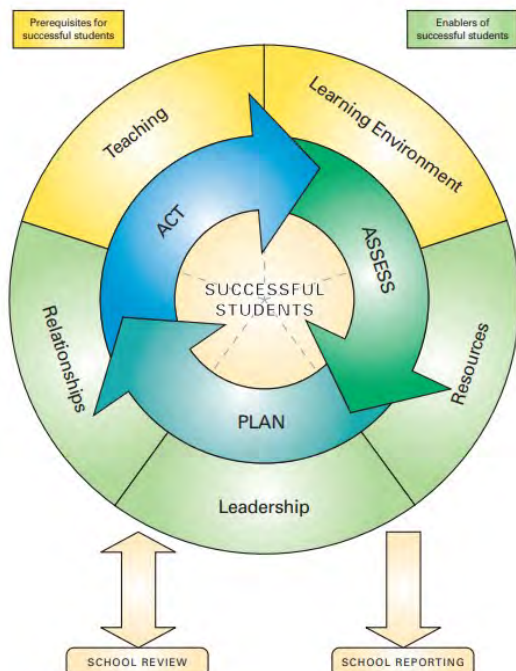 Prerequisites for
successful students
Enablers of
successful students
Teaching
Learning Environment
ACT
ASSESS
SUCCESSFUL
STUDENTS
Relationships
Resources
PLAN
Leadership
SCHOOL REVIEW
SCHOOL REPORTING